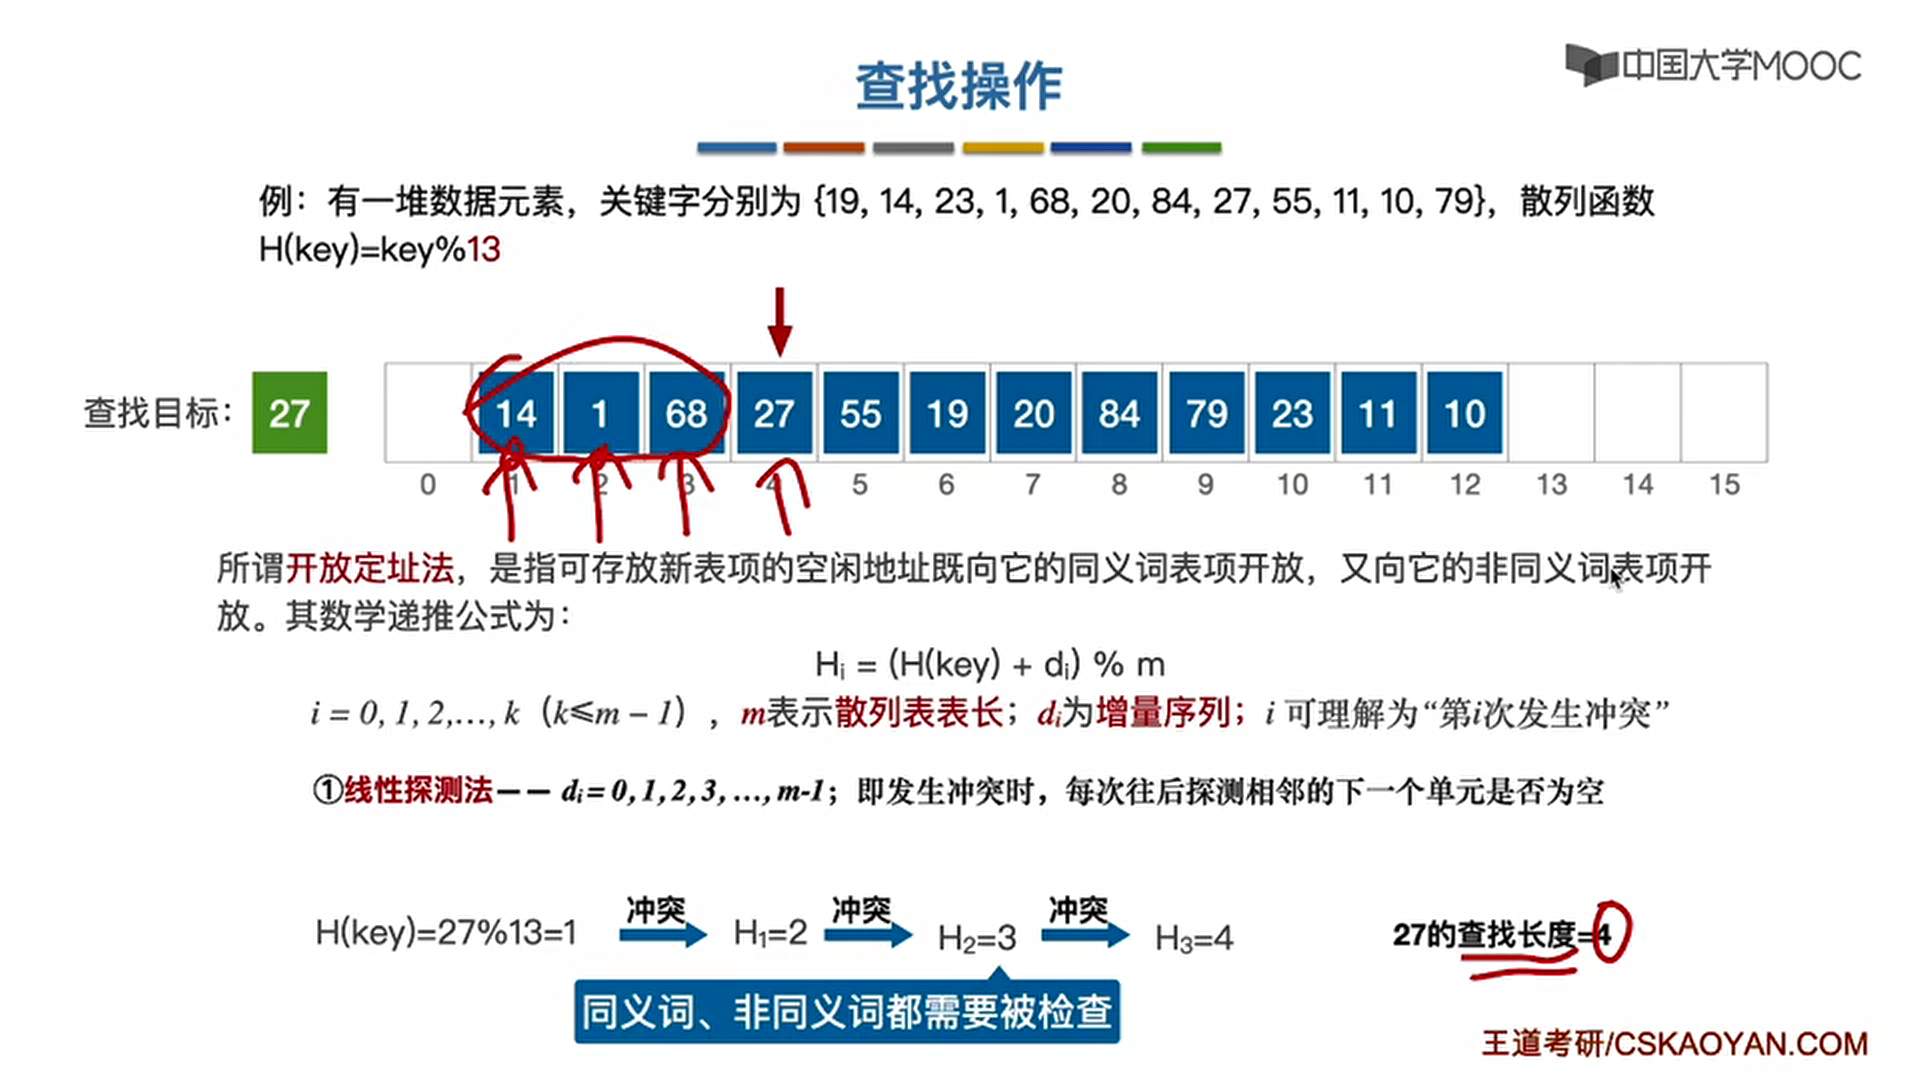 中国大学MOOC
查找操作
例：有一堆数据元素，关键字分别为 {19, 14, 23, 1, 68, 20, 84, 27, 55, 11, 10, 79}，散列函数
H(key)=key%13
查找目标： 27 14 1 68 27 55 19 20 84 79 23 11 10
0 1 2 3 4 5 6 7 8 9 10 11 12 13 14 15
所谓开放定址法，是指可存放新表项的空闲地址既向它的同义词表项开放，又向它的非同义词表项开
放。其数学递推公式为：
Hᵢ = (H(key) + dᵢ) % m
i = 0, 1, 2,…, k（k≤m − 1），m表示散列表表长；dᵢ为增量序列；i 可理解为“第i次发生冲突”
①线性探测法—— dᵢ = 0, 1, 2, 3, …, m-1；即发生冲突时，每次往后探测相邻的下一个单元是否为空
冲突 冲突 冲突
H(key)=27%13=1 H₁=2 H₂=3 H₃=4 27的查找长度=4
同义词、非同义词都需要被检查
王道考研/CSKAOYAN.COM